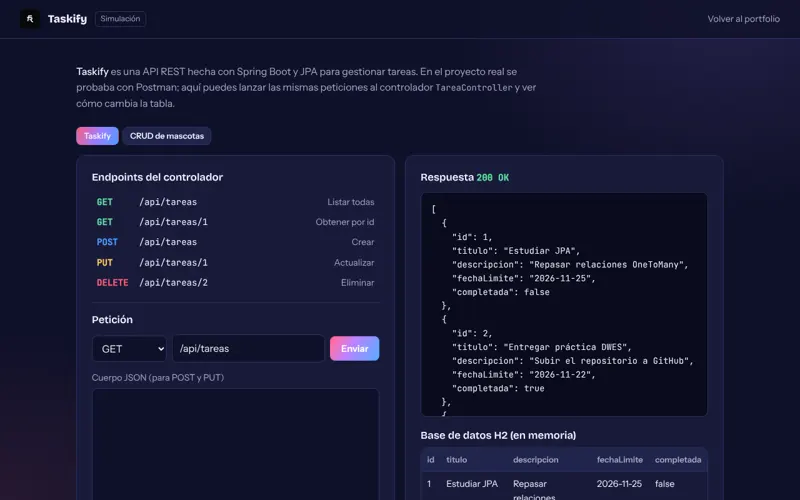 Taskify Simulación Volver al portfolio
Taskify es una API REST hecha con Spring Boot y JPA para gestionar tareas. En el proyecto real se
probaba con Postman; aquí puedes lanzar las mismas peticiones al controlador TareaController y ver
cómo cambia la tabla.
Taskify CRUD de mascotas
Endpoints del controlador
GET /api/tareas Listar todas
GET /api/tareas/1 Obtener por id
POST /api/tareas Crear
PUT /api/tareas/1 Actualizar
DELETE /api/tareas/2 Eliminar
Petición
GET /api/tareas Enviar
Cuerpo JSON (para POST y PUT)
Respuesta 200 OK
[
{
"id": 1,
"titulo": "Estudiar JPA",
"descripcion": "Repasar relaciones OneToMany",
"fechaLimite": "2026-11-25",
"completada": false
},
{
"id": 2,
"titulo": "Entregar práctica DWES",
"descripcion": "Subir el repositorio a GitHub",
"fechaLimite": "2026-11-22",
"completada": true
},
{
Base de datos H2 (en memoria)
id titulo descripcion fechaLimite completada
1 Estudiar JPA Repasar 2026-11-25 false
relaciones